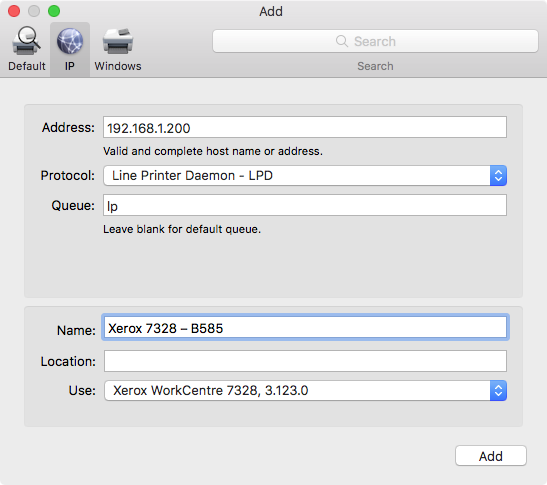 Add
Default IP Windows
Search
Search
Address: 192.168.1.200
Valid and complete host name or address.
Protocol: Line Printer Daemon - LPD
Queue: lp
Leave blank for default queue.
Name: Xerox 7328 – B585
Location:
Use: Xerox WorkCentre 7328, 3.123.0
Add